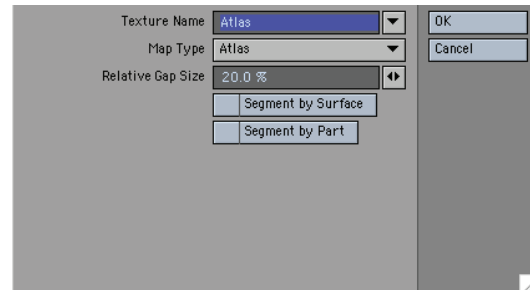 Texture Name Atlas OK
Map Type Atlas Cancel
Relative Gap Size 20.0 %
Segment by Surface
Segment by Part